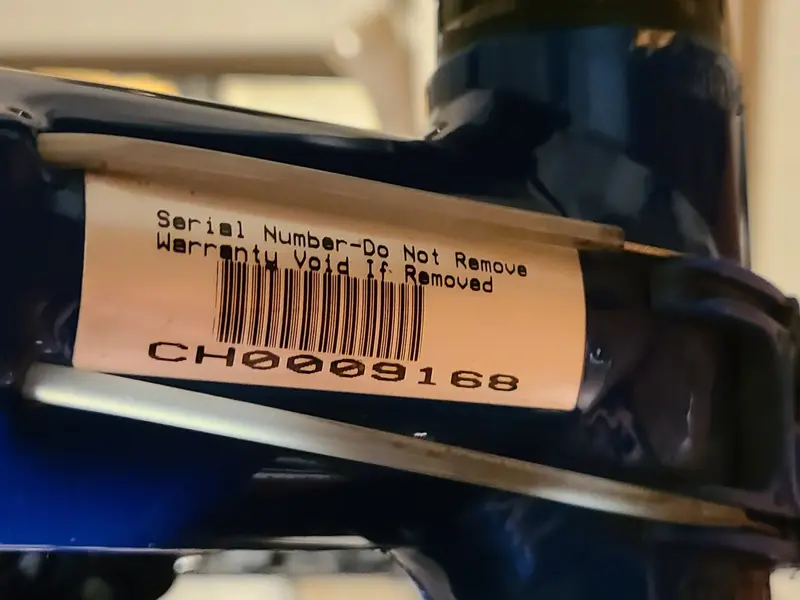 Serial Number-Do Not Remove
Warranty Void If Removed
CH0009168